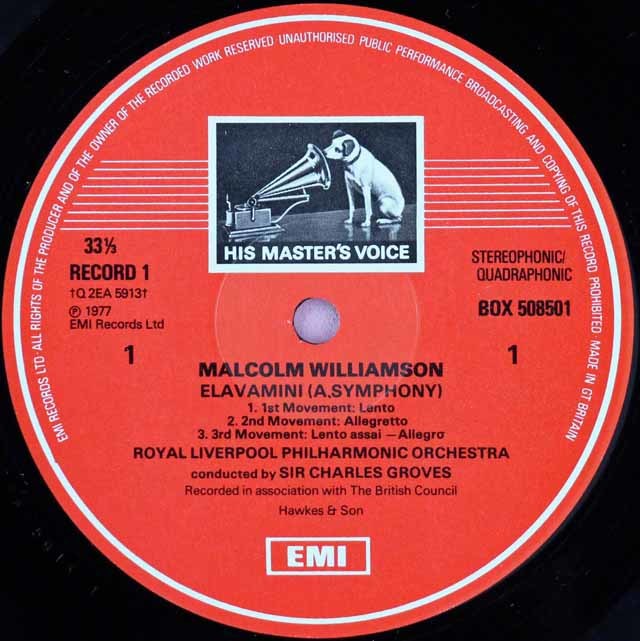 EMI RECORDS LTD·ALL RIGHTS OF THE PRODUCER AND OF THE OWNER OF THE RECORDED WORK RESERVED UNAUTHORISED PUBLIC PERFORMANCE BROADCASTING AND COPYING OF THIS RECORD PROHIBITED MADE IN GT BRITAIN
HIS MASTER'S VOICE
33⅓
RECORD 1
†Q 2EA 5913†
℗ 1977
EMI Records Ltd
1
STEREOPHONIC/
QUADRAPHONIC
BOX 508501
1
MALCOLM WILLIAMSON
ELAVAMINI (A.SYMPHONY)
1. 1st Movement: Lento
2. 2nd Movement: Allegretto
3. 3rd Movement: Lento assai — Allegro
ROYAL LIVERPOOL PHILHARMONIC ORCHESTRA
conducted by SIR CHARLES GROVES
Recorded in association with The British Council
Hawkes & Son
EMI